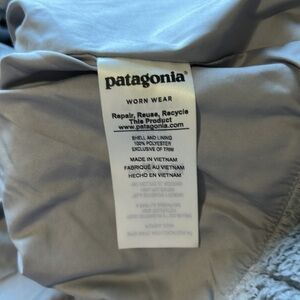 patagonia®
WORN WEAR
Repair, Reuse, Recycle
This Product
www.patagonia.com
SHELL AND LINING
100% POLYESTER
EXCLUSIVE OF TRIM
MADE IN VIETNAM
FABRIQUÉ AU VIETNAM
HECHO EN VIETNAM